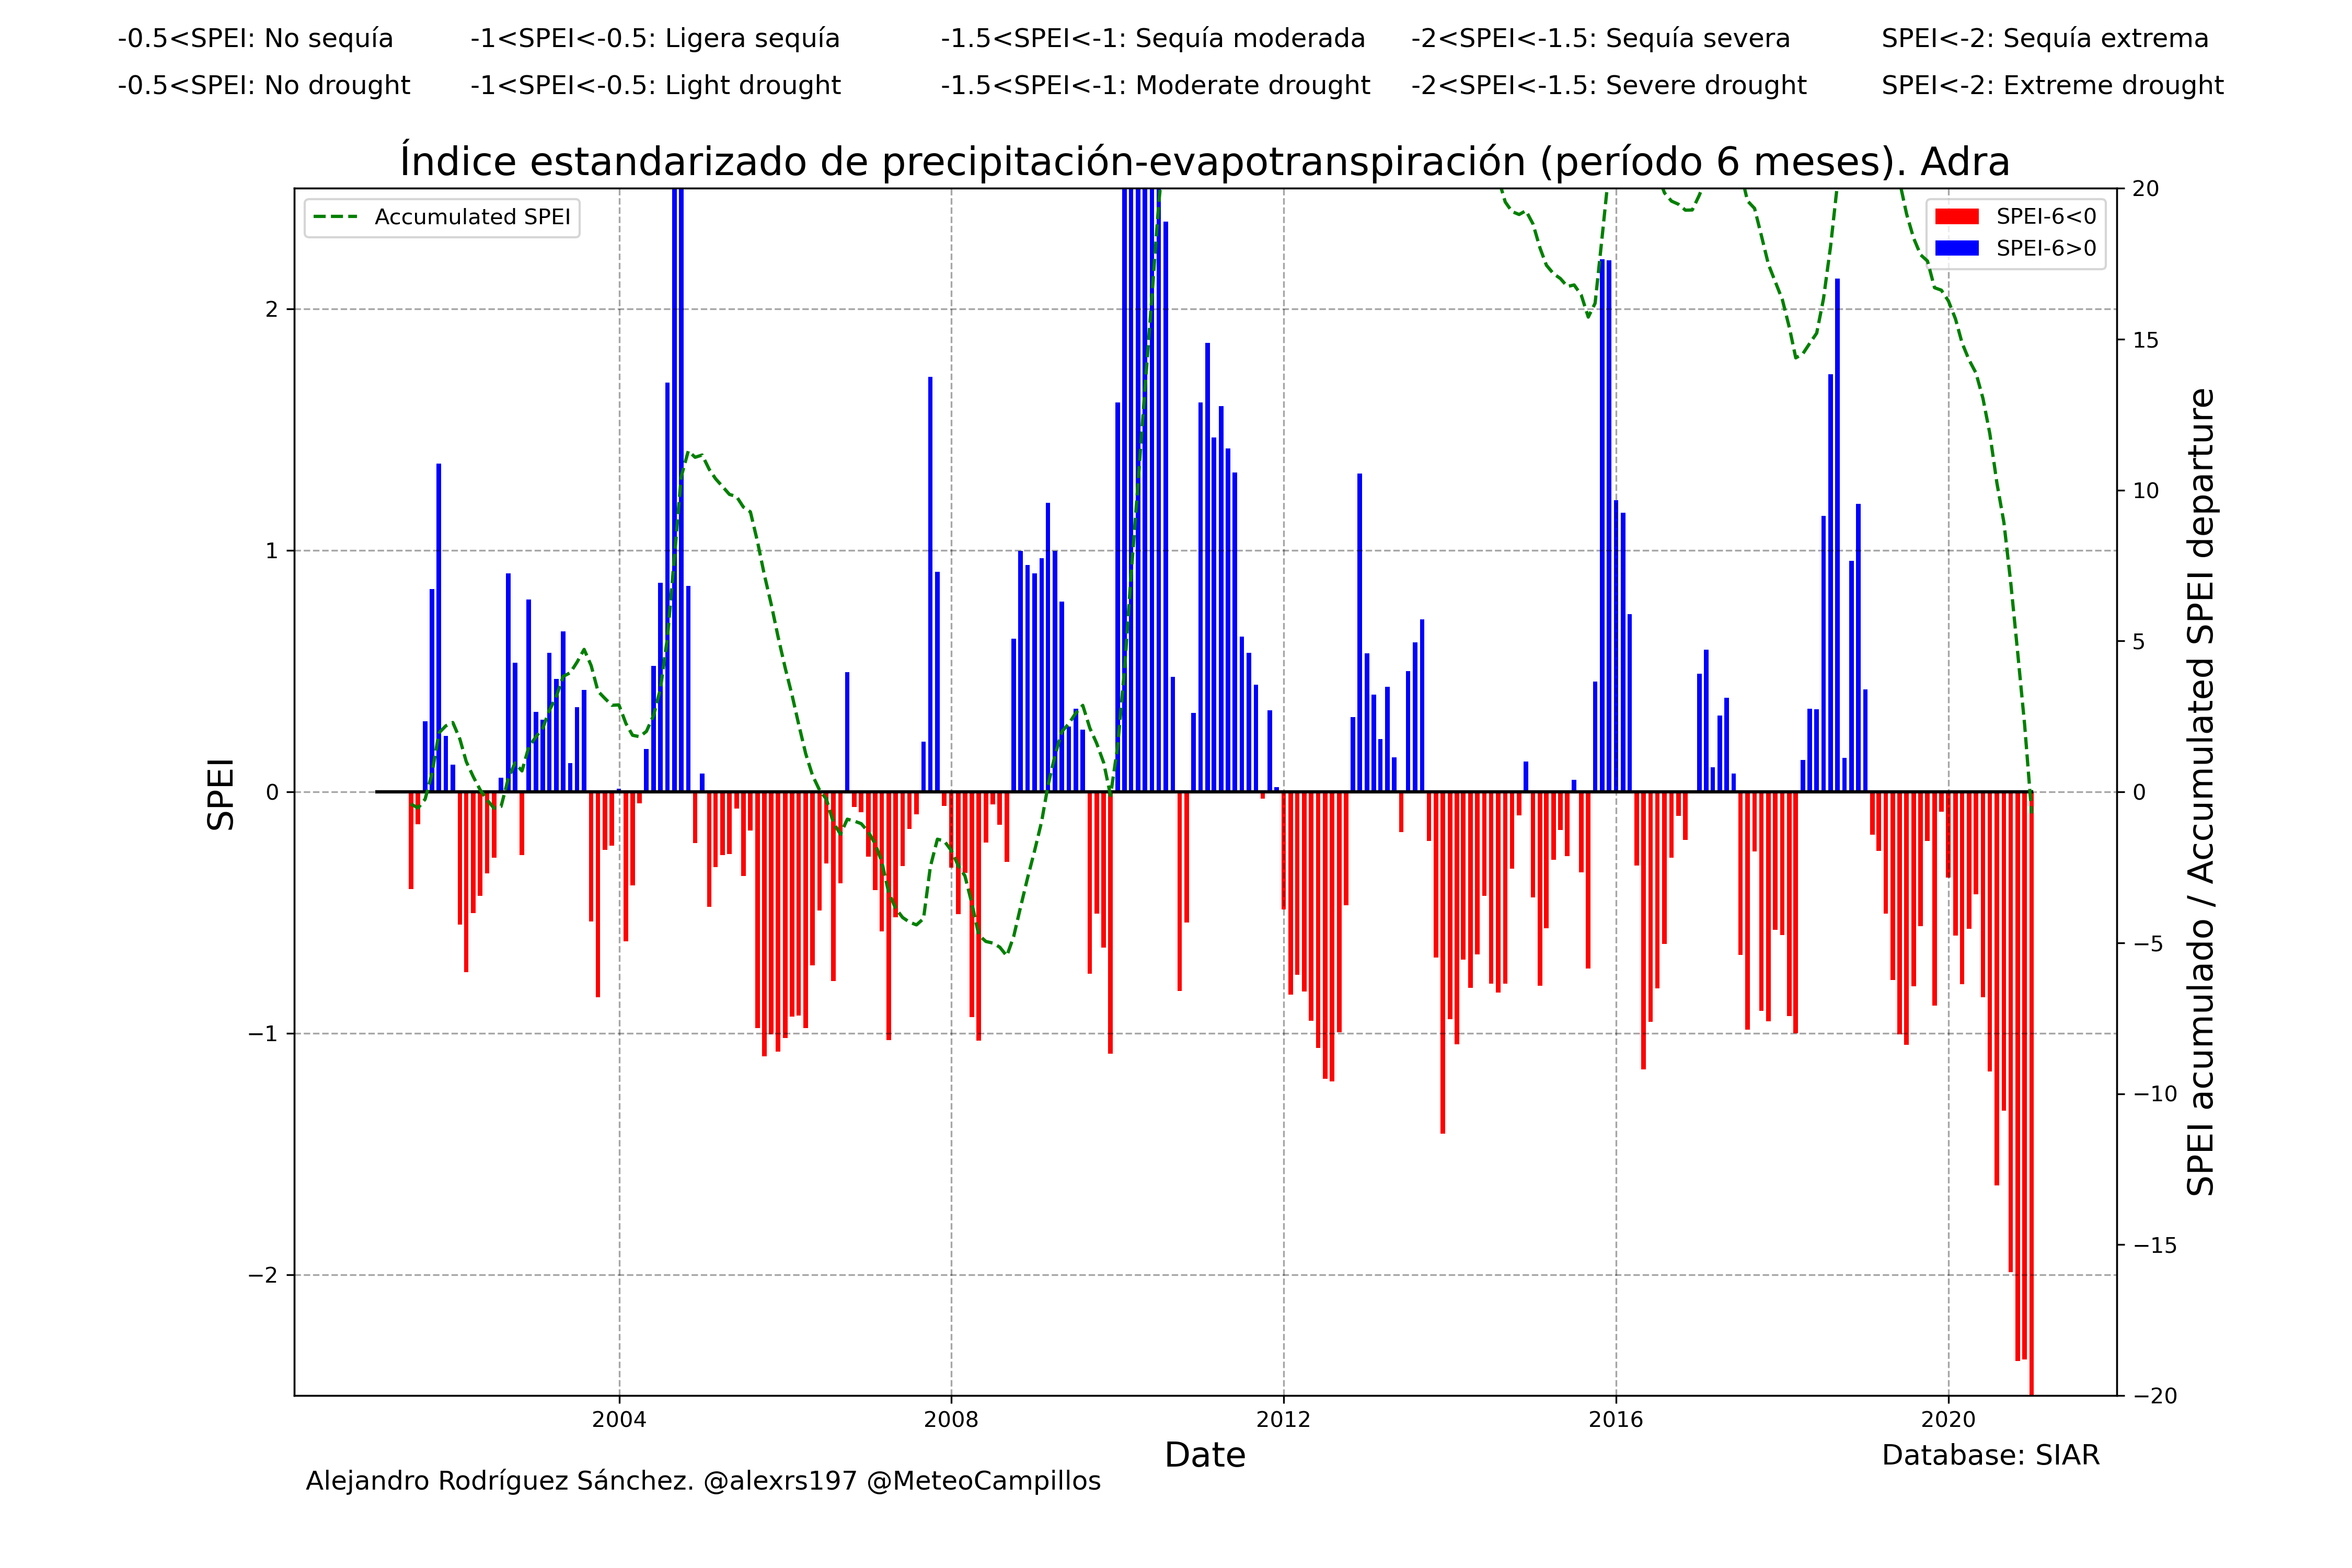 -0.5<SPEI: No sequía -1<SPEI<-0.5: Ligera sequía -1.5<SPEI<-1: Sequía moderada -2<SPEI<-1.5: Sequía severa SPEI<-2: Sequía extrema
-0.5<SPEI: No drought -1<SPEI<-0.5: Light drought -1.5<SPEI<-1: Moderate drought -2<SPEI<-1.5: Severe drought SPEI<-2: Extreme drought
Índice estandarizado de precipitación-evapotranspiración (período 6 meses). Adra
Accumulated SPEI
SPEI-6<0
SPEI-6>0
SPEI
2
1
0
−1
−2
20
15
10
5
0
−5
−10
−15
−20
SPEI acumulado / Accumulated SPEI departure
2004 2008 2012 2016 2020
Date
Database: SIAR
Alejandro Rodríguez Sánchez. @alexrs197 @MeteoCampillos